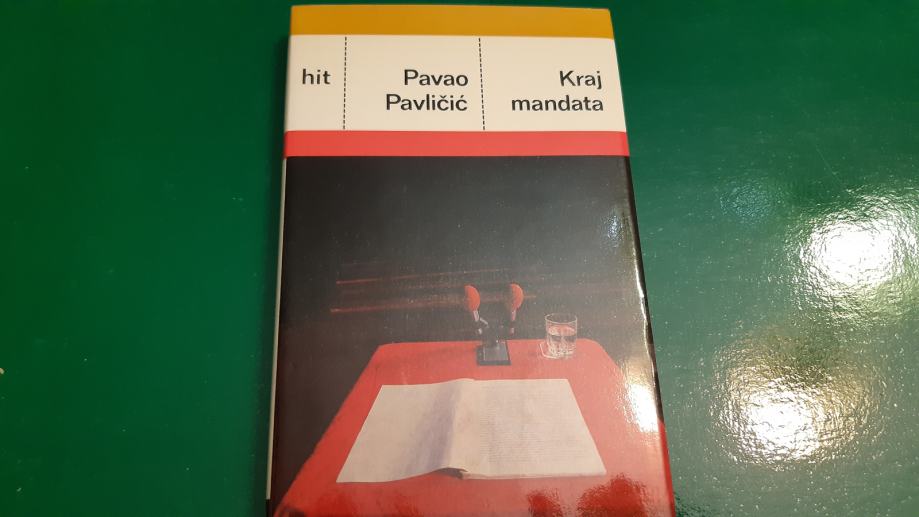 hit
Pavao
Pavličić
Kraj
mandata